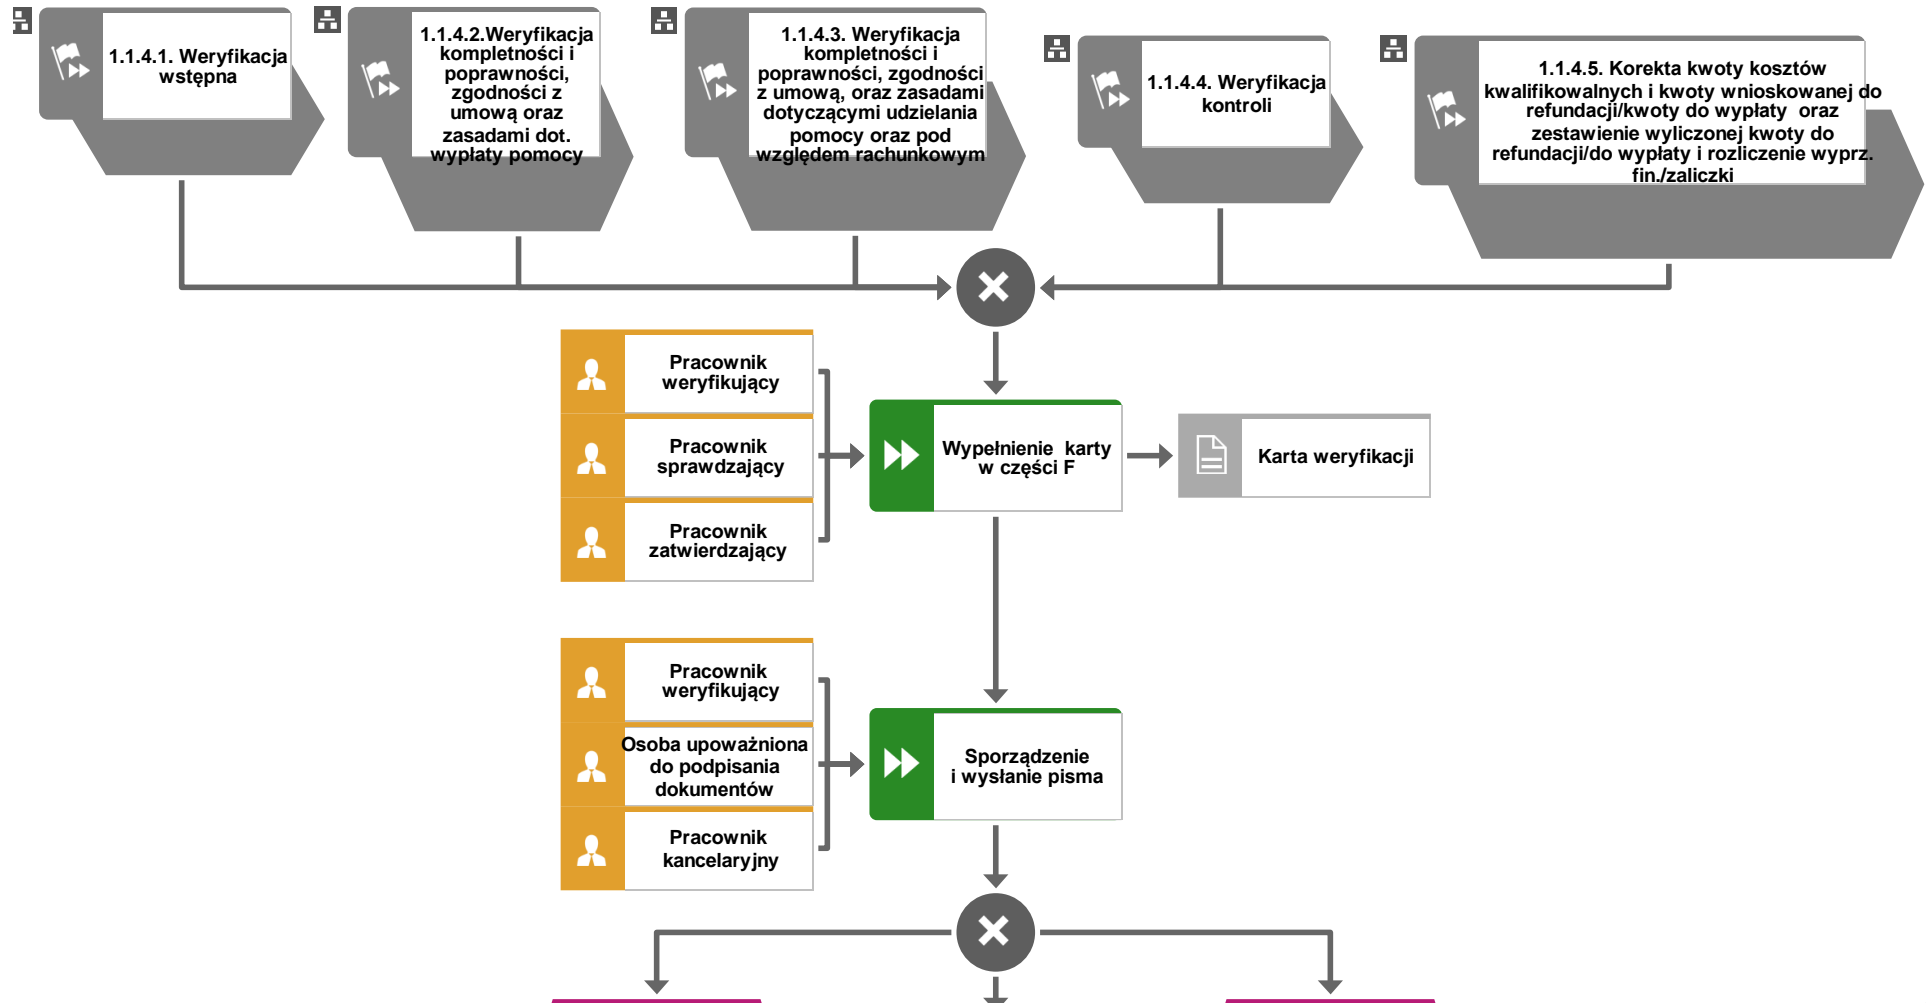 1.1.4.1. Weryfikacja
wstępna
1.1.4.2.Weryfikacja
kompletności i
poprawności,
zgodności z
umową oraz
zasadami dot.
wypłaty pomocy
1.1.4.3. Weryfikacja
kompletności i
poprawności, zgodności
z umową, oraz zasadami
dotyczącymi udzielania
pomocy oraz pod
względem rachunkowym
1.1.4.4. Weryfikacja
kontroli
1.1.4.5. Korekta kwoty kosztów
kwalifikowalnych i kwoty wnioskowanej do
refundacji/kwoty do wypłaty oraz
zestawienie wyliczonej kwoty do
refundacji/do wypłaty i rozliczenie wyprz.
fin./zaliczki
Pracownik
weryfikujący
Pracownik
sprawdzający
Pracownik
zatwierdzający
Wypełnienie karty
w części F
Karta weryfikacji
Pracownik
weryfikujący
Osoba upoważniona
do podpisania
dokumentów
Pracownik
kancelaryjny
Sporządzenie
i wysłanie pisma